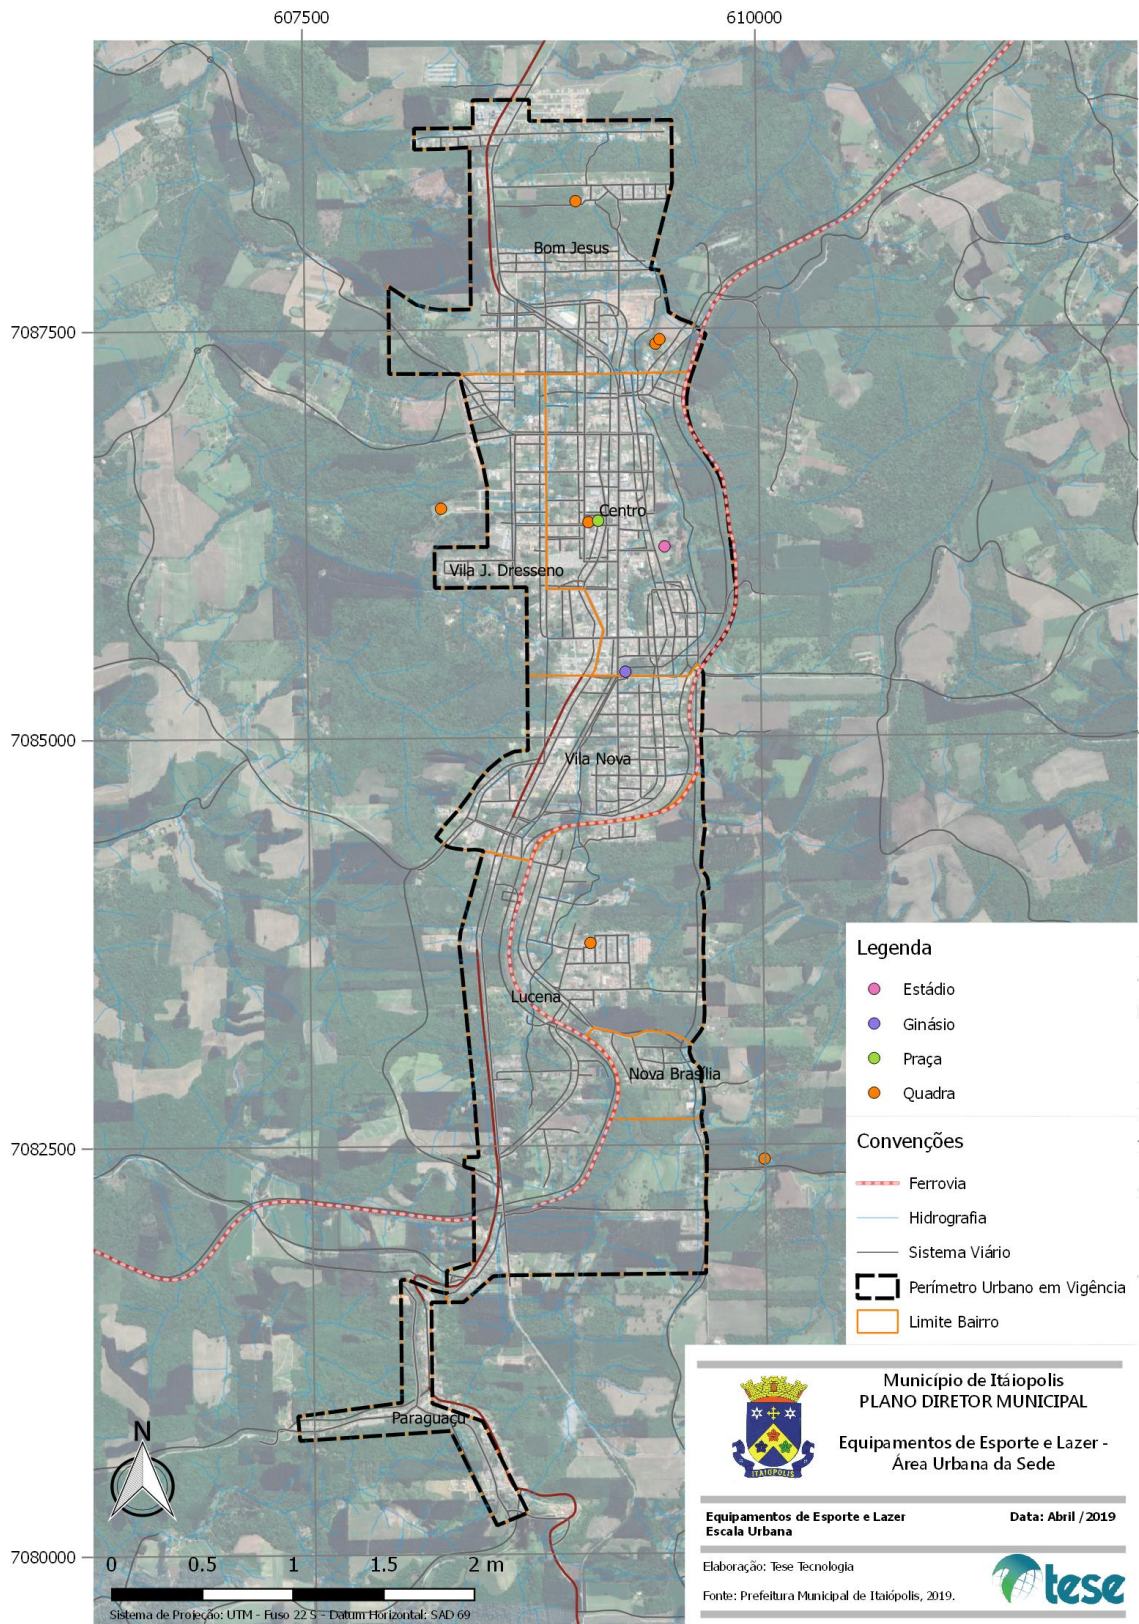 607500
610000
7087500
7085000
7082500
7080000
Bom Jesus
Centro
Vila J. Dresseno
Vila Nova
Lucena
Nova Brasília
Paraguaçu
Legenda
Estádio
Ginásio
Praça
Quadra
Convenções
Ferrovia
Hidrografia
Sistema Viário
Perímetro Urbano em Vigência
Limite Bairro
N
0 0.5 1 1.5 2 m
Sistema de Projeção: UTM - Fuso 22 S - Datum Horizontal: SAD 69
ITAIOPOLIS
Município de Itáiopolis
PLANO DIRETOR MUNICIPAL
Equipamentos de Esporte e Lazer -
Área Urbana da Sede
Equipamentos de Esporte e Lazer Data: Abril /2019
Escala Urbana
Elaboração: Tese Tecnologia
Fonte: Prefeitura Municipal de Itaiópolis, 2019.
tese